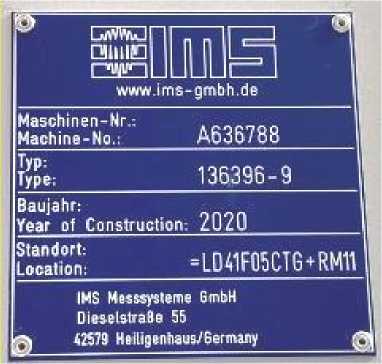 IMS
www.ims-gmbh.de
Maschinen-Nr.:
Machine-No.: A636788
Typ:
Type: 136396-9
Baujahr:
Year of Construction: 2020
Standort:
Location: =LD41F05CTG+RM11
IMS Messsysteme GmbH
Dieselstraße 55
42579 Heiligenhaus/Germany